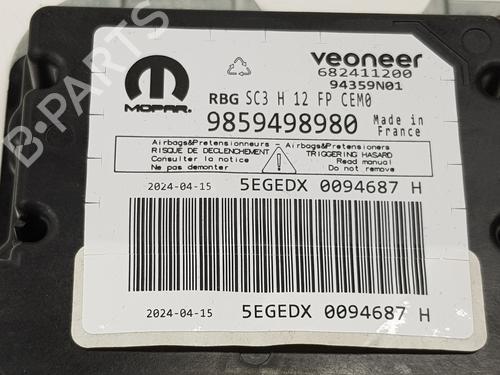 B-PARTS
veoneer
682411200
94359N01
MOPAR.
RBG SC3 H 12 FP CEM0
9859498980 Made in France
Airbags&Pretensionneurs - Airbags&Pretensioners
RISQUE DE DECLENCHEMENT
Consulter la notice
Ne pas demonter
TRIGGERING HASARD
Read manual
Do not remove
2024-04-15 5EGEDX 0094687 H
2024-04-15 5EGEDX 0094687 H